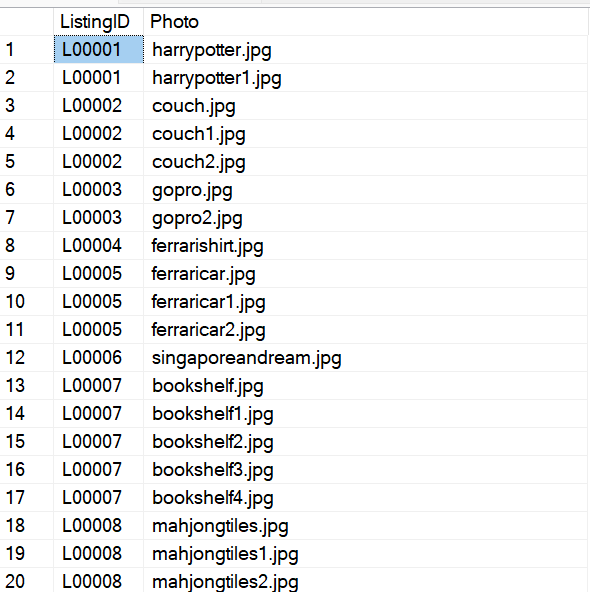 ListingID Photo
1 L00001 harrypotter.jpg
2 L00001 harrypotter1.jpg
3 L00002 couch.jpg
4 L00002 couch1.jpg
5 L00002 couch2.jpg
6 L00003 gopro.jpg
7 L00003 gopro2.jpg
8 L00004 ferrarishirt.jpg
9 L00005 ferraricar.jpg
10 L00005 ferraricar1.jpg
11 L00005 ferraricar2.jpg
12 L00006 singaporeandream.jpg
13 L00007 bookshelf.jpg
14 L00007 bookshelf1.jpg
15 L00007 bookshelf2.jpg
16 L00007 bookshelf3.jpg
17 L00007 bookshelf4.jpg
18 L00008 mahjongtiles.jpg
19 L00008 mahjongtiles1.jpg
20 L00008 mahjongtiles2.jpg